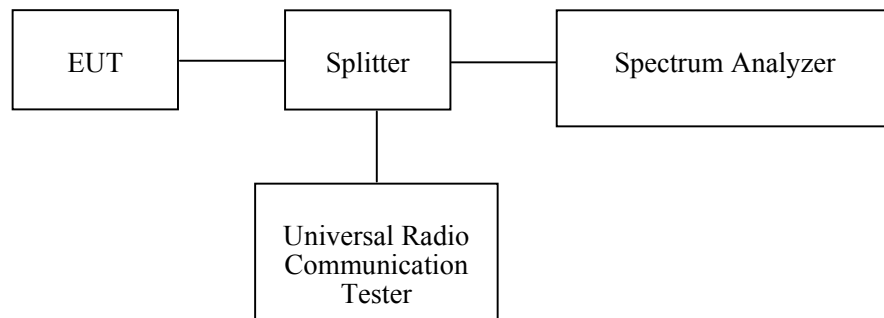 EUT
Splitter
Spectrum Analyzer
Universal Radio
Communication
Tester